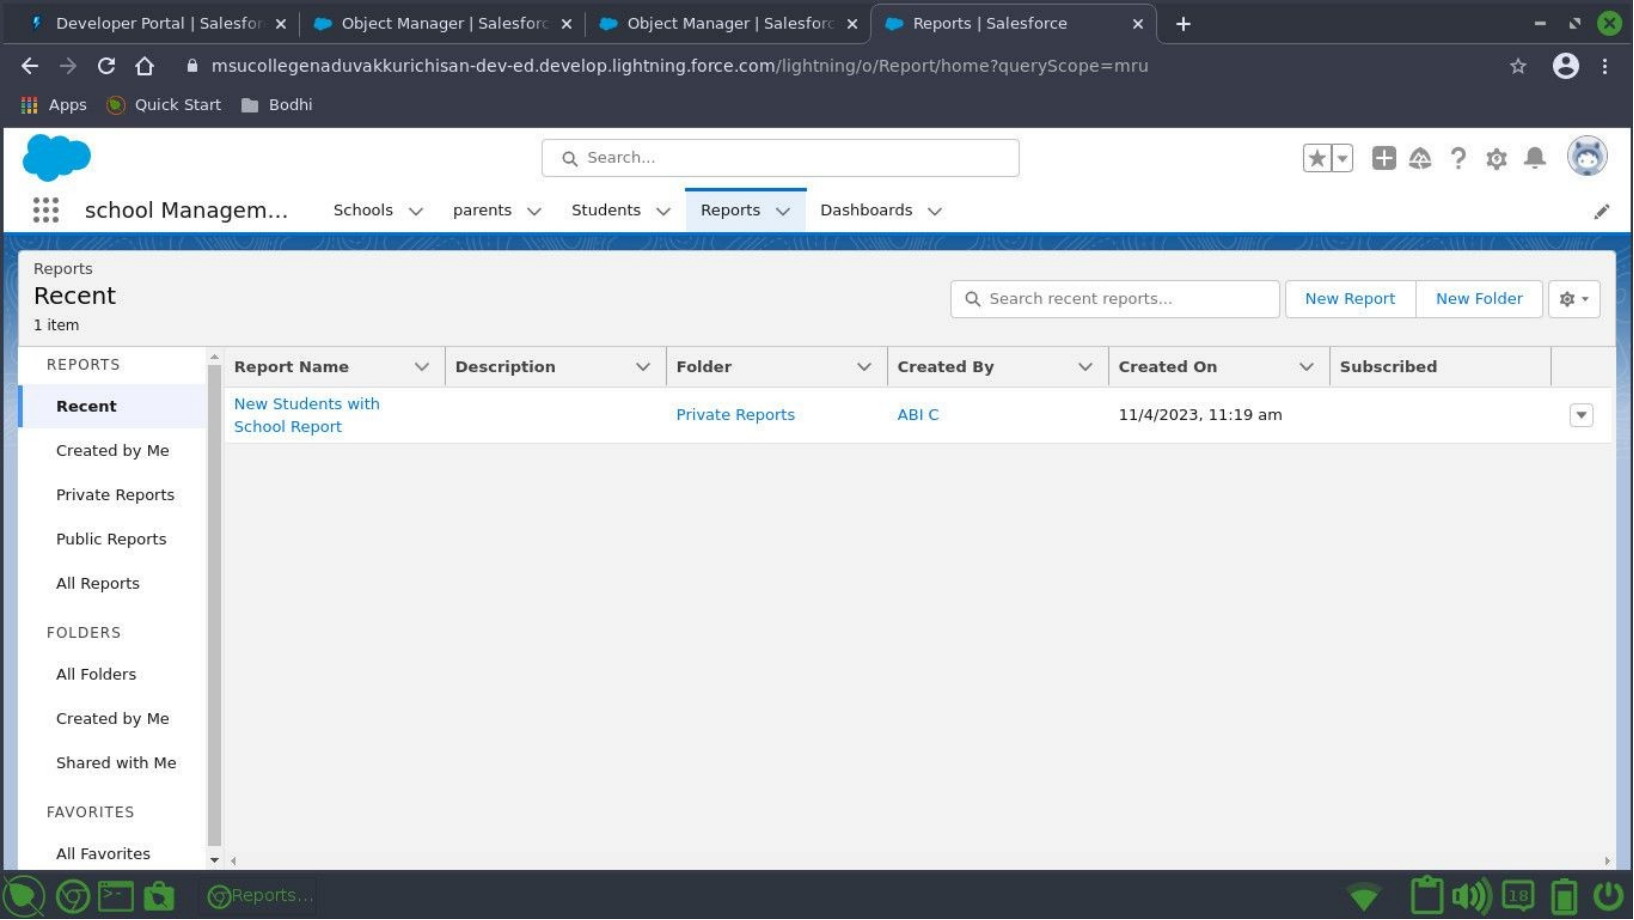 Developer Portal | Salesfor
Object Manager | Salesforc
Object Manager | Salesforc
Reports | Salesforce
msucollegenaduvakkurichisan-dev-ed.develop.lightning.force.com/lightning/o/Report/home?queryScope=mru
Apps
Quick Start
Bodhi
Search...
school Managem...
Schools
parents
Students
Reports
Dashboards
Reports
Recent
1 item
Search recent reports...
New Report
New Folder
REPORTS
Recent
Created by Me
Private Reports
Public Reports
All Reports
FOLDERS
All Folders
Created by Me
Shared with Me
FAVORITES
All Favorites
Report Name
Description
Folder
Created By
Created On
Subscribed
New Students with
School Report
Private Reports
ABI C
11/4/2023, 11:19 am
Reports...
18